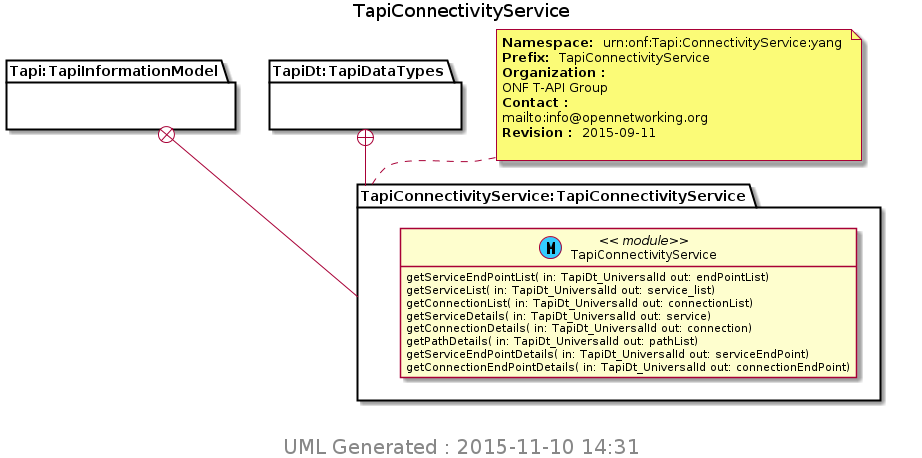 TapiConnectivityService
Tapi:TapiInformationModel
TapiDt:TapiDataTypes
Namespace: urn:onf:Tapi:ConnectivityService:yang
Prefix: TapiConnectivityService
Organization :
ONF T-API Group
Contact :
mailto:info@opennetworking.org
Revision : 2015-09-11
TapiConnectivityService:TapiConnectivityService
M
<< module>>
TapiConnectivityService
getServiceEndPointList( in: TapiDt_UniversalId out: endPointList)
getServiceList( in: TapiDt_UniversalId out: service_list)
getConnectionList( in: TapiDt_UniversalId out: connectionList)
getServiceDetails( in: TapiDt_UniversalId out: service)
getConnectionDetails( in: TapiDt_UniversalId out: connection)
getPathDetails( in: TapiDt_UniversalId out: pathList)
getServiceEndPointDetails( in: TapiDt_UniversalId out: serviceEndPoint)
getConnectionEndPointDetails( in: TapiDt_UniversalId out: connectionEndPoint)
UML Generated : 2015-11-10 14:31